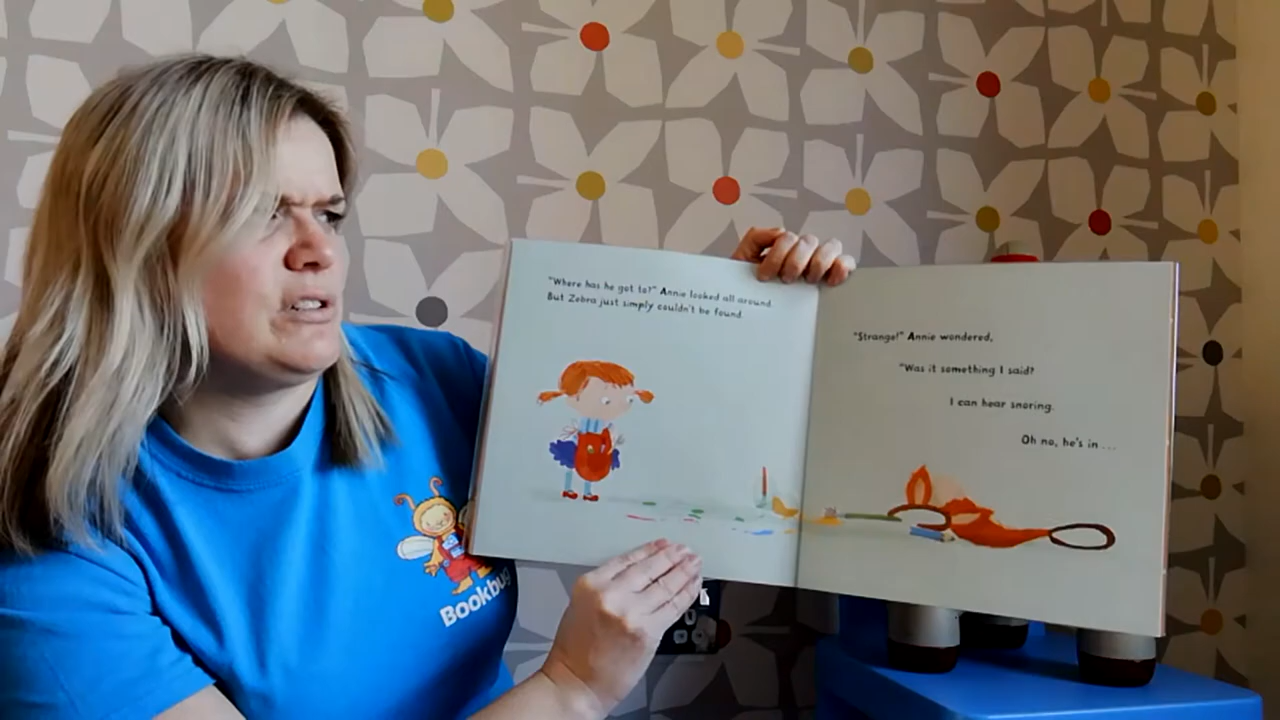 "Where has he got to?" Annie looked all around.
But Zebra just simply couldn't be found.
"Strange!" Annie wondered,
"Was it something I said?
I can hear snoring.
Oh no, he's in ...
Bookbug